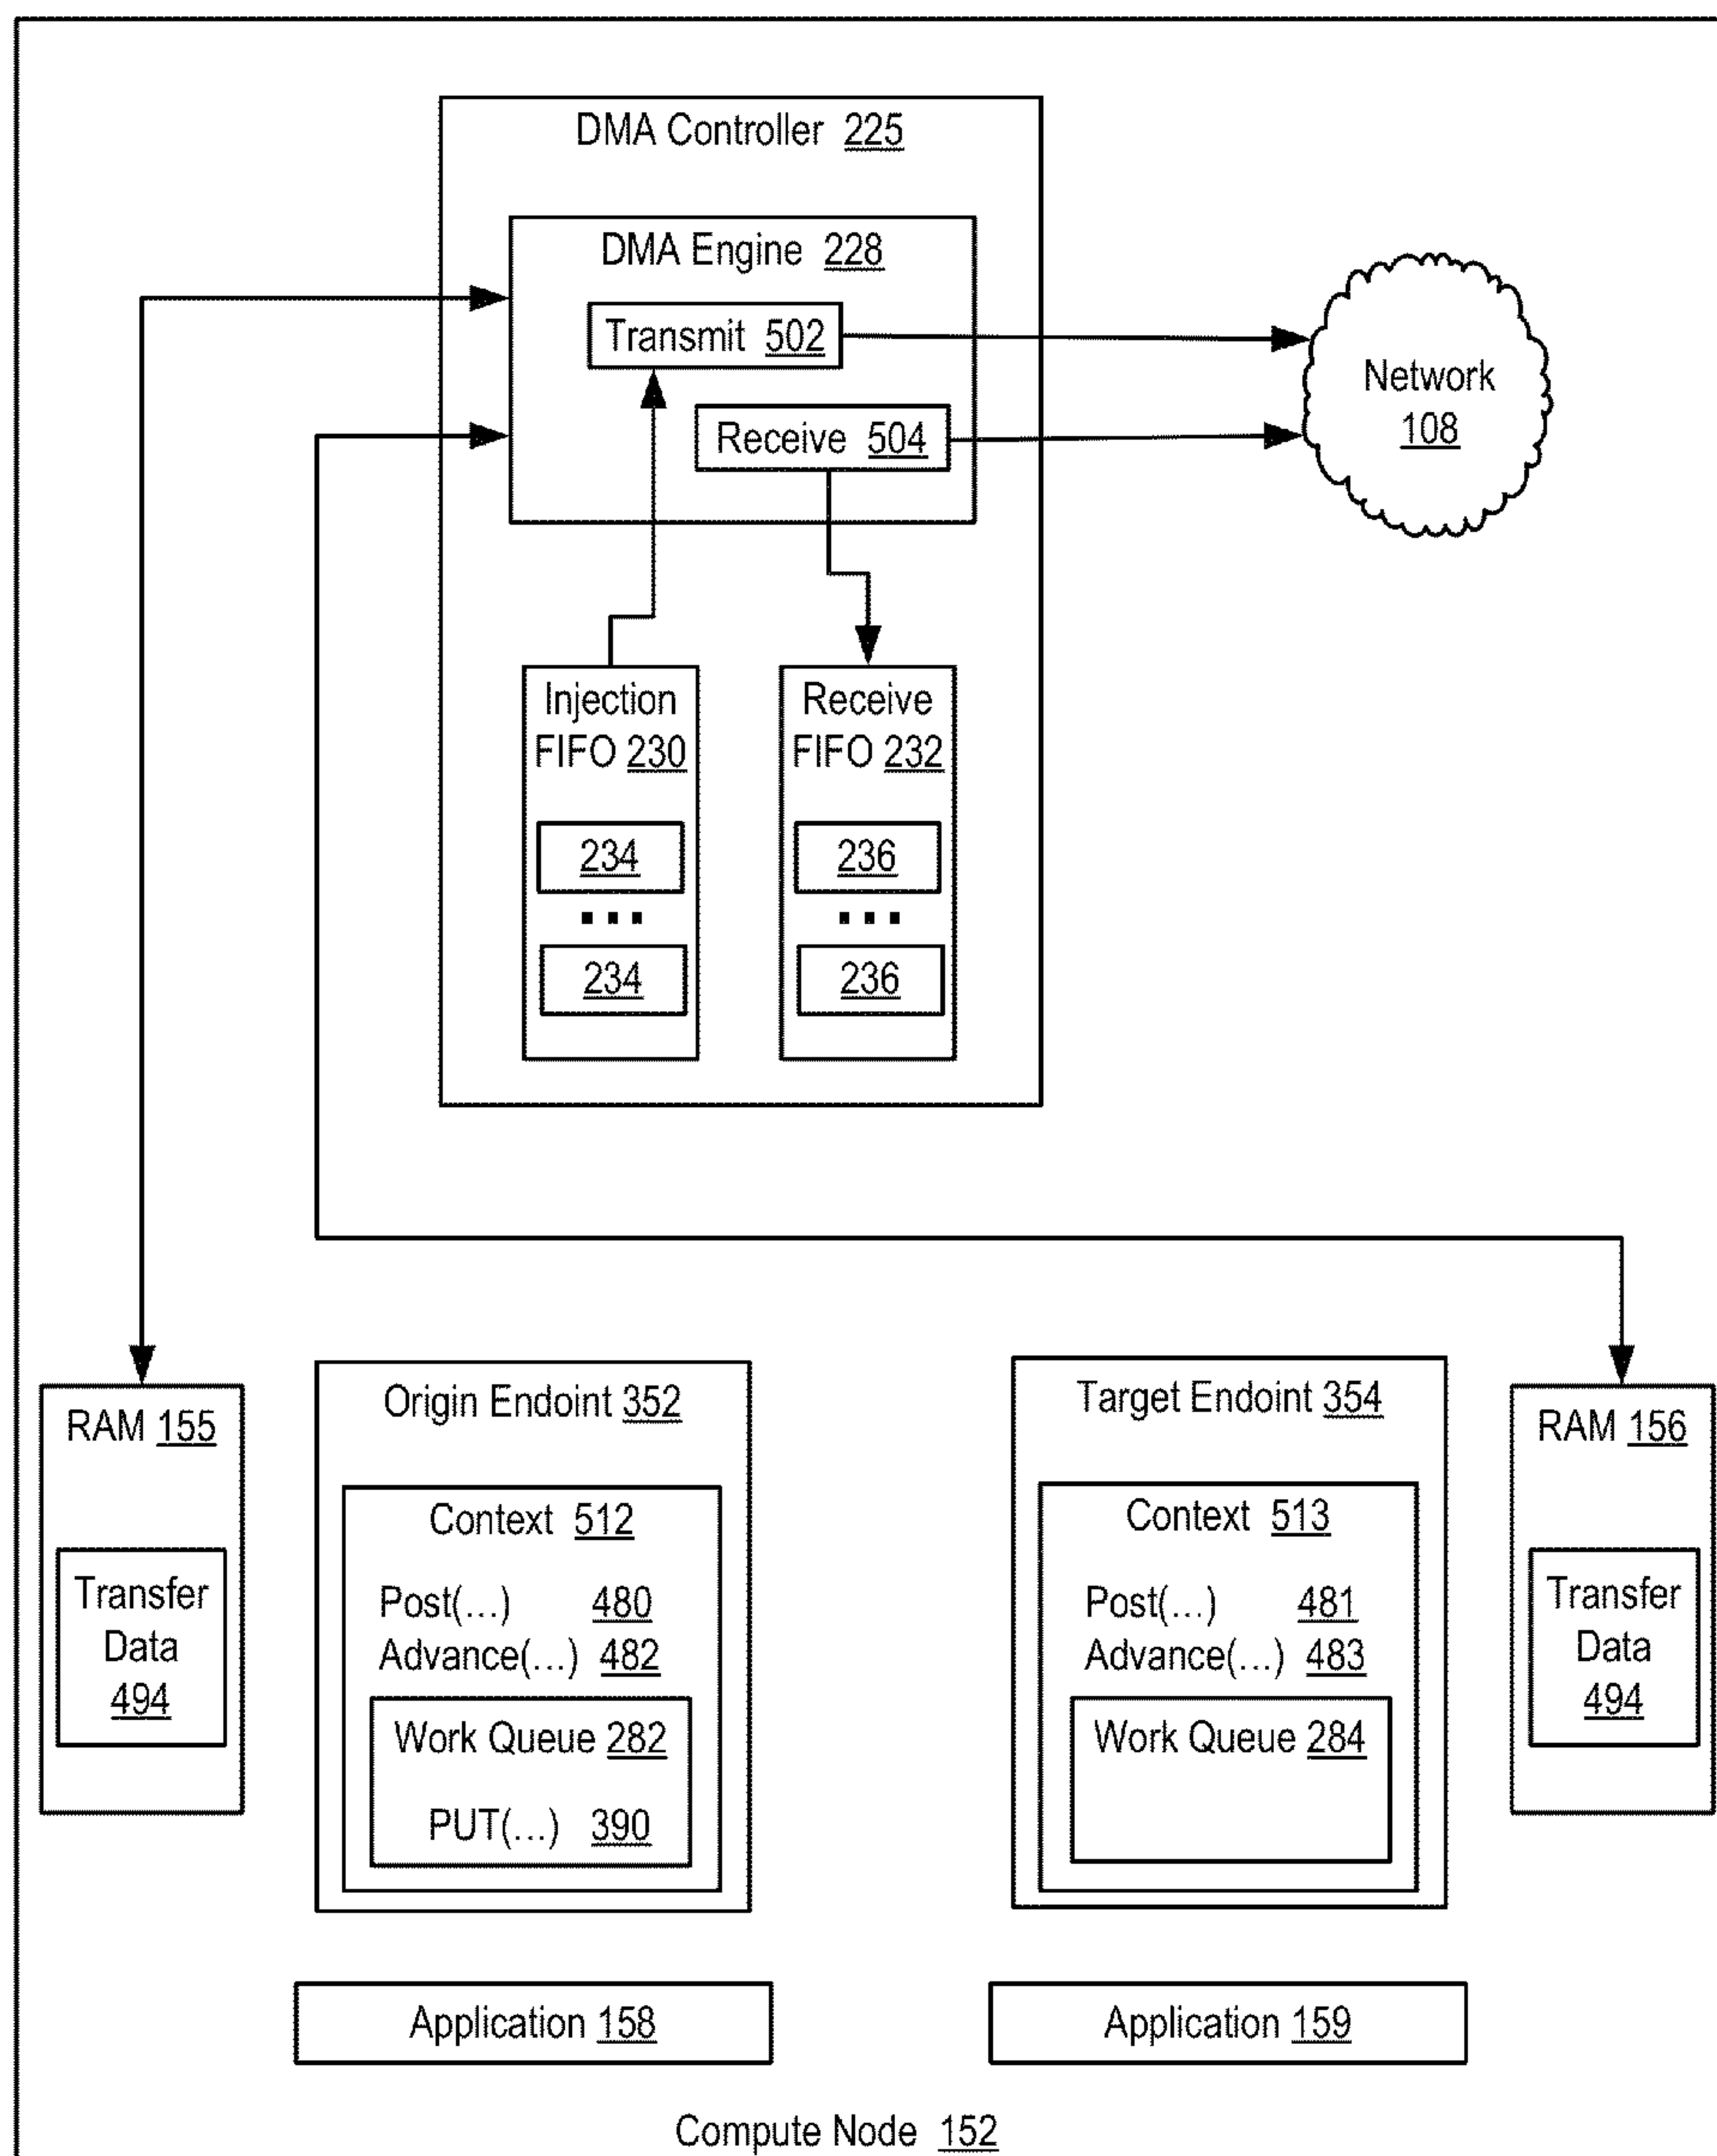 DMA Controller 225
DMA Engine 228
Transmit 502
Receive 504
Network
108
Injection
FIFO 230
234
...
234
Receive
FIFO 232
236
...
236
RAM 155
Transfer
Data
494
Origin Endoint 352
Context 512
Post(...) 480
Advance(...) 482
Work Queue 282
PUT(...) 390
Target Endoint 354
Context 513
Post(...) 481
Advance(...) 483
Work Queue 284
RAM 156
Transfer
Data
494
Application 158
Application 159
Compute Node 152